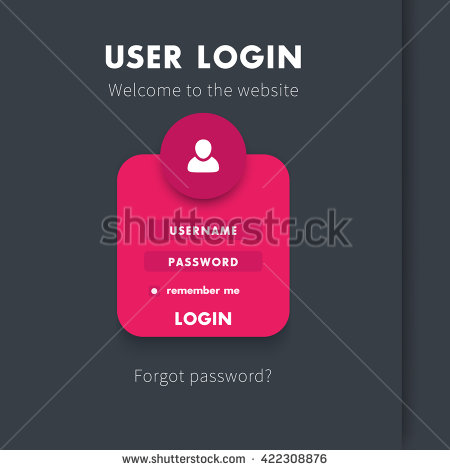 USER LOGIN
Welcome to the website
shutterstock
USERNAME
PASSWORD
remember me
LOGIN
Forgot password?
www.shutterstock.com · 422308876